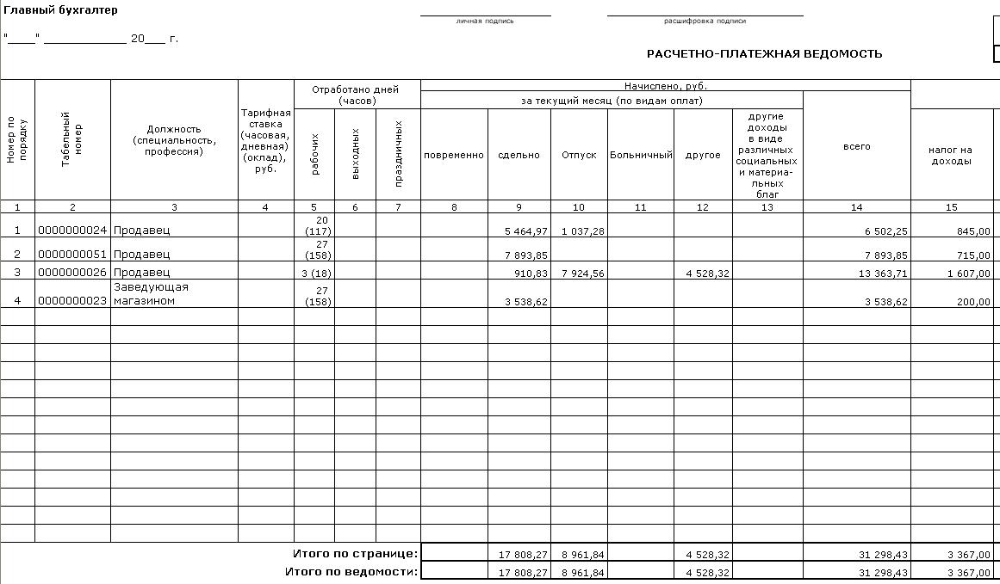 Главный бухгалтер
личная подпись расшифровка подписи
"____" ____________ 20___ г.
РАСЧЕТНО-ПЛАТЕЖНАЯ ВЕДОМОСТЬ
Номер по порядку
Табельный номер
Должность
(специальность,
профессия)
Тарифная
ставка
(часовая,
дневная)
(оклад),
руб.
Отработано дней
(часов)
рабочих
выходных
праздничных
Начислено, руб.
за текущий месяц (по видам оплат)
повременно
сдельно
Отпуск
Больничный
другое
другие
доходы
в виде
различных
социальных
и материа-
льных
благ
всего
налог на
доходы
1 2 3 4 5 6 7 8 9 10 11 12 13 14 15
1 0000000024 Продавец 20 (117) 5 464,97 1 037,28 6 502,25 845,00
2 0000000051 Продавец 27 (158) 7 893,85 7 893,85 715,00
3 0000000026 Продавец 3 (18) 910,83 7 924,56 4 528,32 13 363,71 1 607,00
4 0000000023 Заведующая магазином 27 (158) 3 538,62 3 538,62 200,00
Итого по странице: 17 808,27 8 961,84 4 528,32 31 298,43 3 367,00
Итого по ведомости: 17 808,27 8 961,84 4 528,32 31 298,43 3 367,00